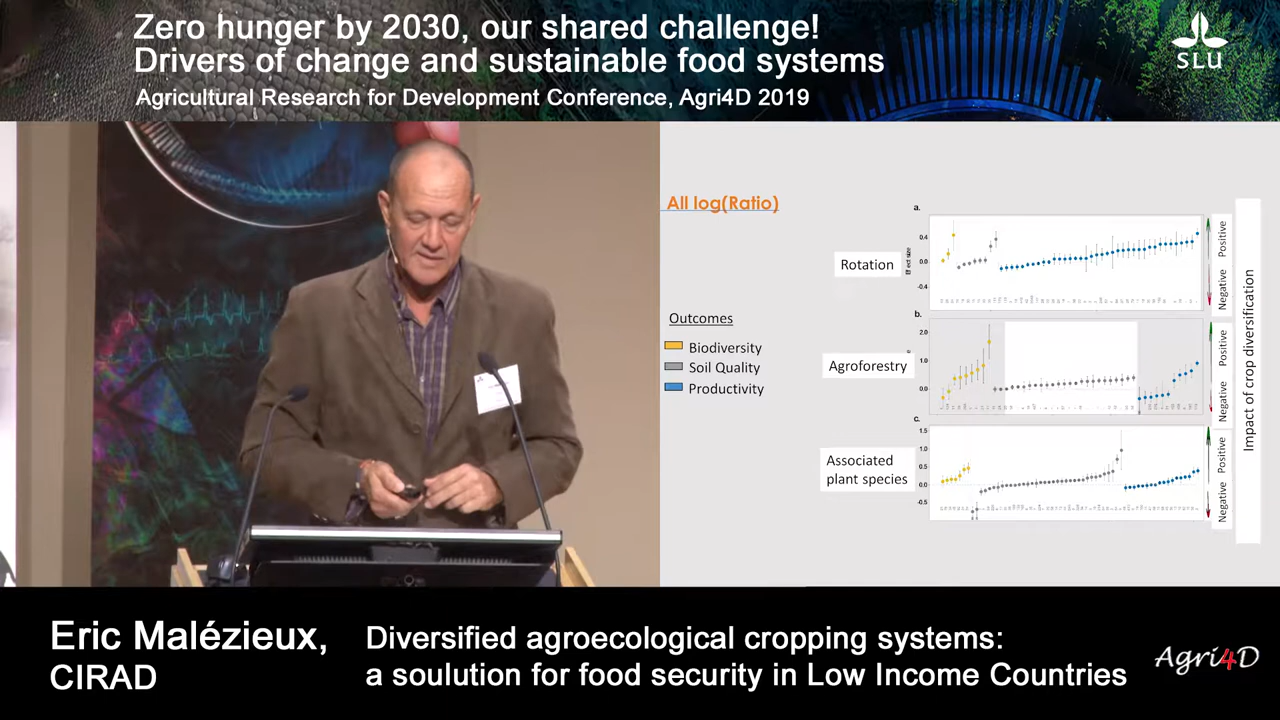 Zero hunger by 2030, our shared challenge!
Drivers of change and sustainable food systems
Agricultural Research for Development Conference, Agri4D 2019
SLU
All log(Ratio)
Outcomes
Biodiversity
Soil Quality
Productivity
a.
Rotation
Effect size
0.4
0.0
-0.4
Positive
Negative
b.
Agroforestry
2.0
1.0
0.0
Positive
Negative
c.
Associated
plant species
1.5
1.0
0.5
0.0
-0.5
Positive
Negative
Impact of crop diversification
Eric Malézieux,
CIRAD
Diversified agroecological cropping systems:
a soulution for food security in Low Income Countries
Agri4D